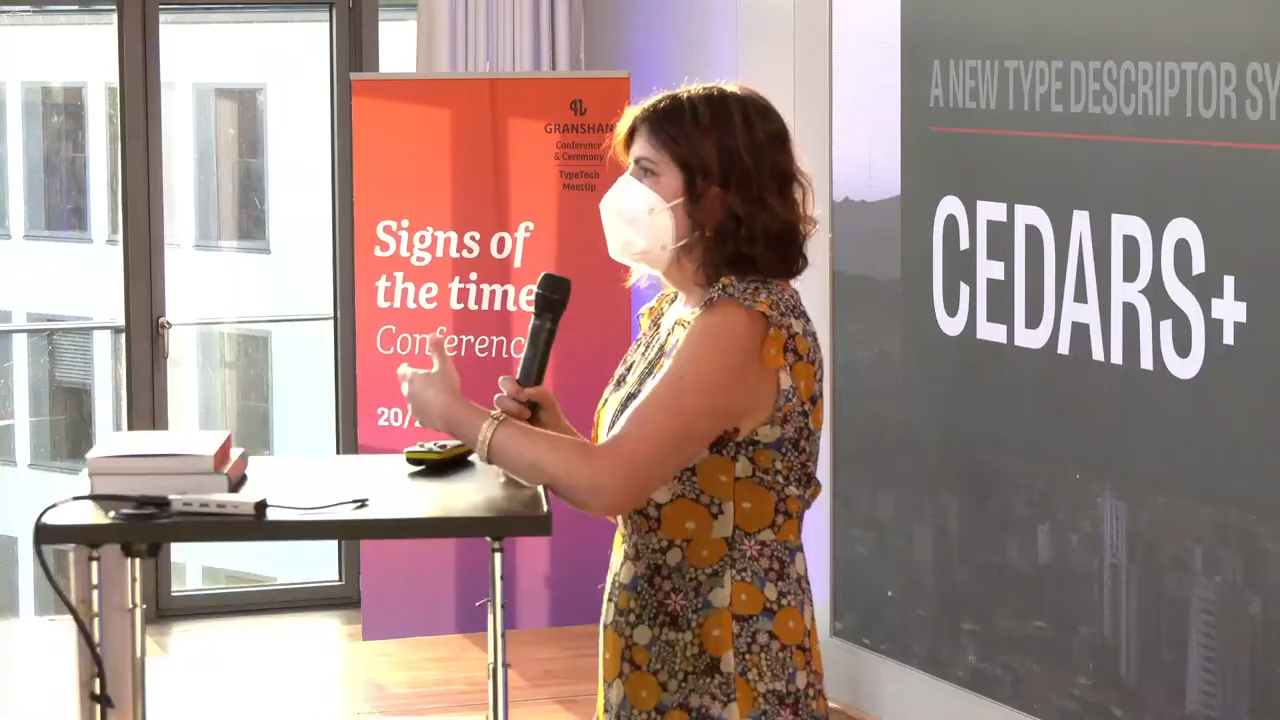 GRANSHAN
Conference
& Ceremony
TypeTech
MeetUp
Signs of
the time
Conferenc
20/
A NEW TYPE DESCRIPTOR SY
CEDARS+